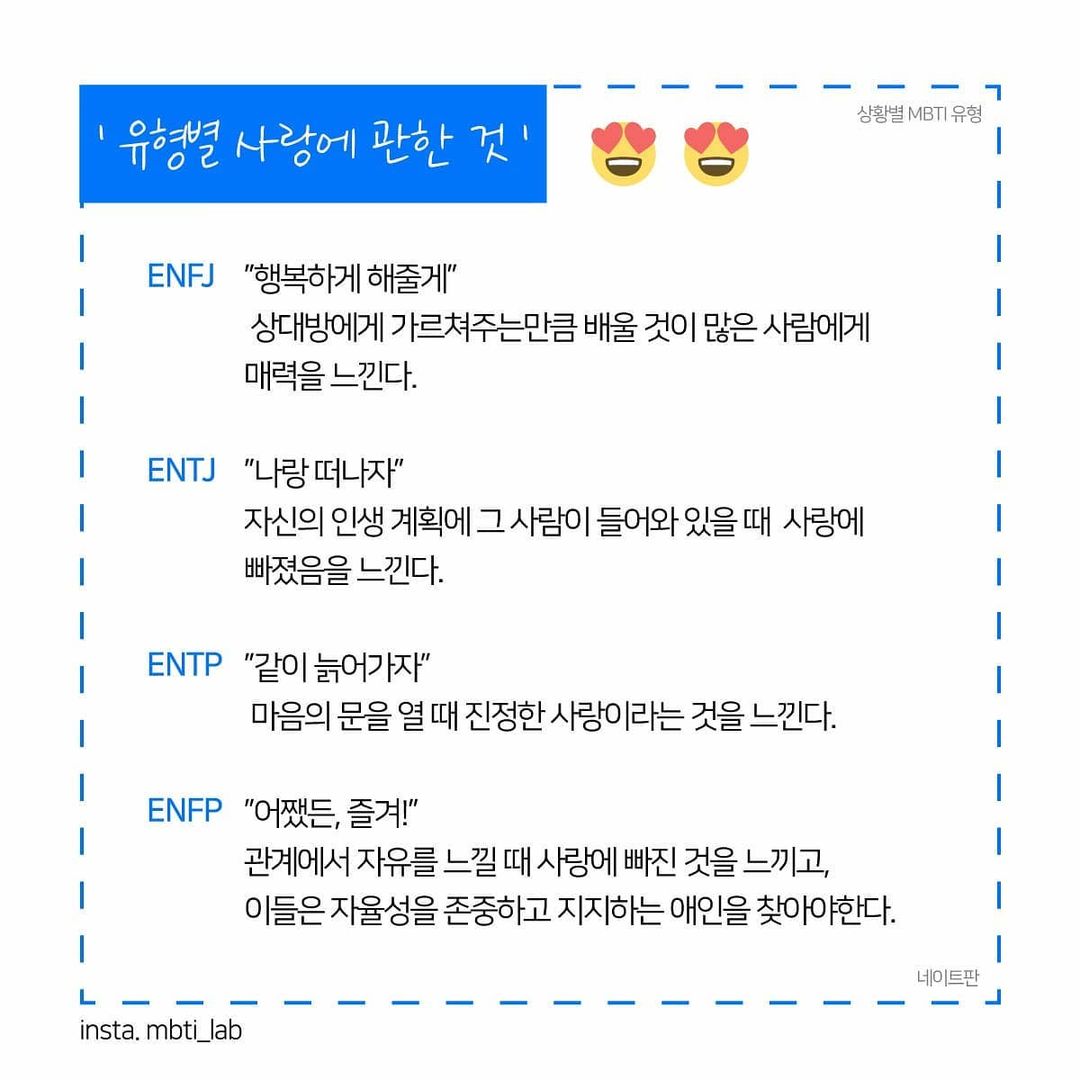 ' 유형별 사랑에 관한 것 '
상황별 MBTI 유형
ENFJ "행복하게 해줄게"
상대방에게 가르쳐주는만큼 배울 것이 많은 사람에게
매력을 느낀다.
ENTJ "나랑 떠나자"
자신의 인생 계획에 그 사람이 들어와 있을 때 사랑에
빠졌음을 느낀다.
ENTP "같이 늙어가자"
마음의 문을 열 때 진정한 사랑이라는 것을 느낀다.
ENFP "어쨌든, 즐겨!"
관계에서 자유를 느낄 때 사랑에 빠진 것을 느끼고,
이들은 자율성을 존중하고 지지하는 애인을 찾아야한다.
네이트판
insta. mbti_lab